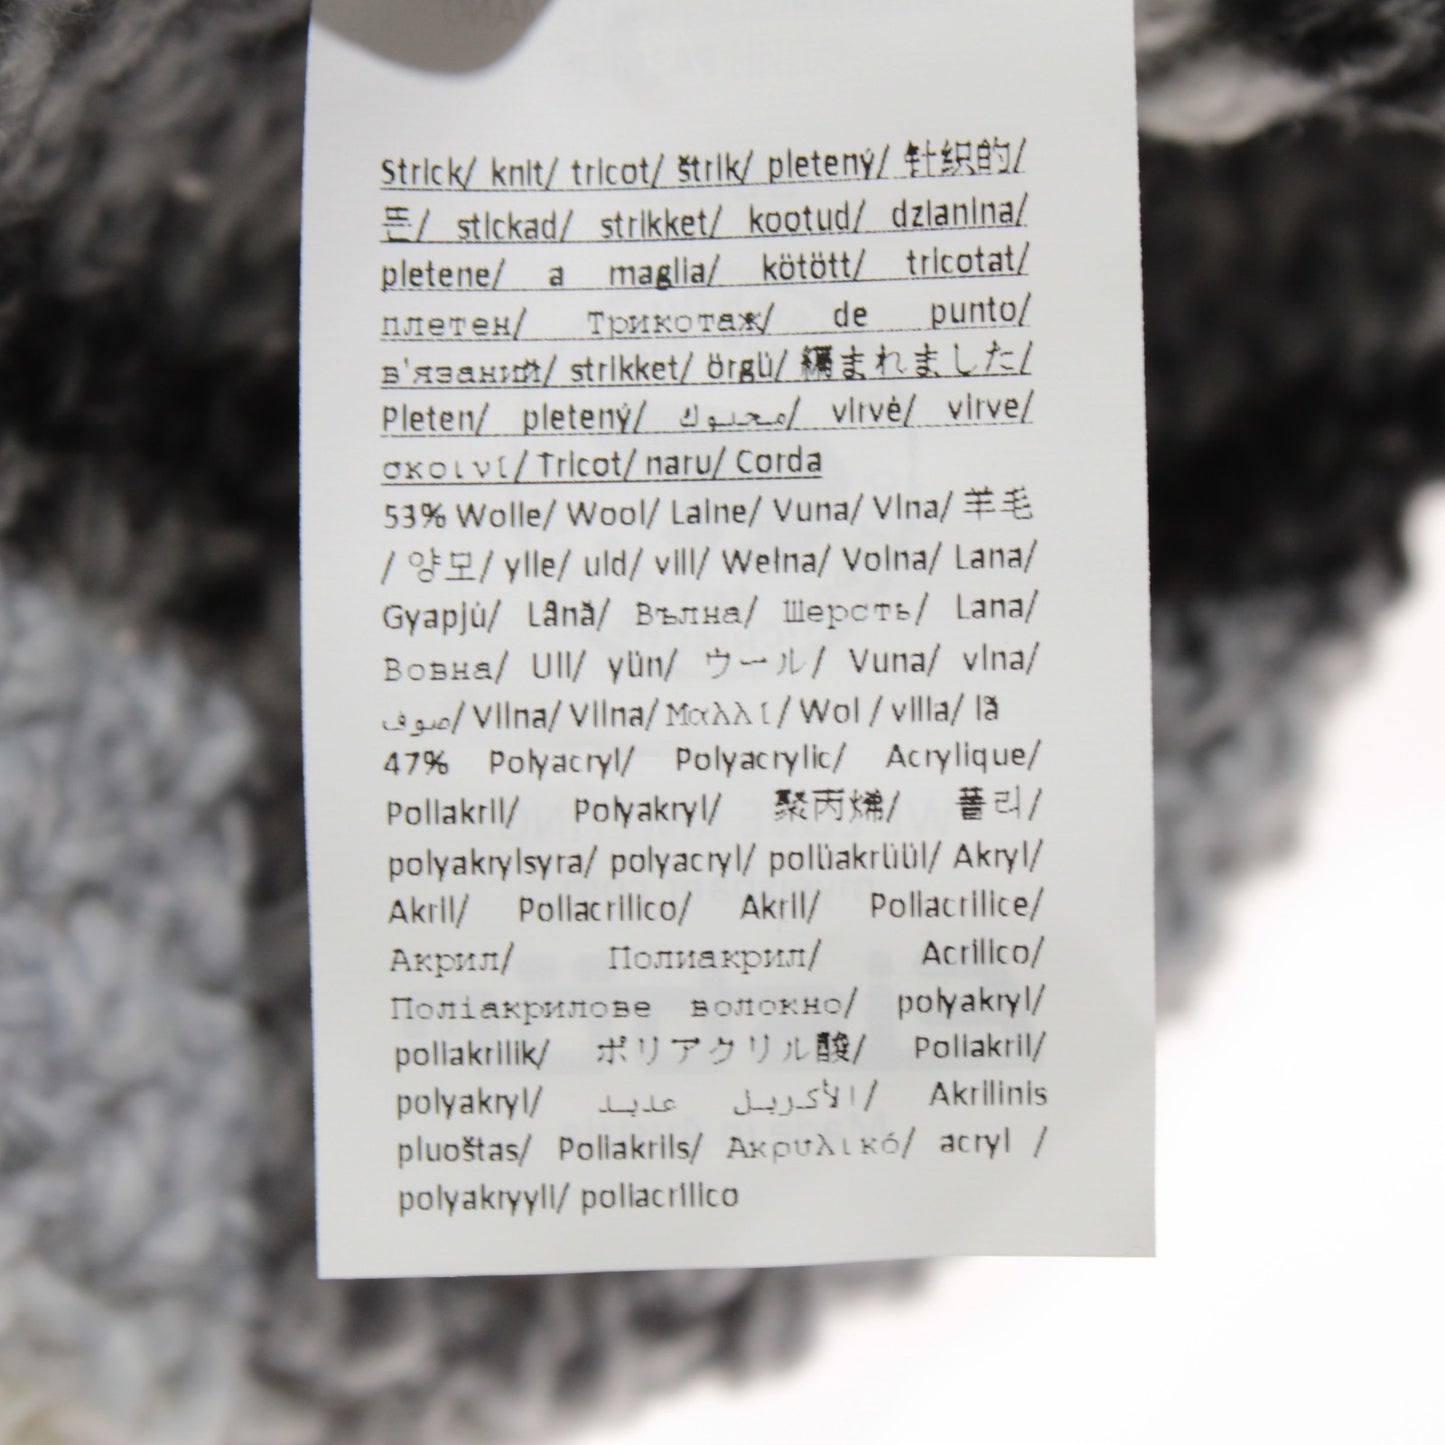 Strick/ knit/ tricot/ štrik/ pletený/ 针织的/
뜬/ stickad/ strikket/ kootud/ dzianina/
pletene/ a maglia/ kötött/ tricotat/
плетен/ Трикотаж/ de punto/
в'язаний/ strikket/ örgü/ 編まれました/
Pleten/ pletený/ محبوك/ virvė/ virve/
σκοινί/ Tricot/ naru/ Corda
53% Wolle/ Wool/ Laine/ Vuna/ Vlna/ 羊毛
/ 양모/ ylle/ uld/ vill/ Wełna/ Volna/ Lana/
Gyapjú/ Lână/ Вълна/ Шерсть/ Lana/
Вовна/ Ull/ yün/ ウール/ Vuna/ vlna/
صوف/ Vilna/ Vilna/ Μαλλί/ Wol / villa/ lã
47% Polyacryl/ Polyacrylic/ Acrylique/
Poliakril/ Polyakryl/ 聚丙烯/ 폴리/
polyakrylsyra/ polyacryl/ polüakrüül/ Akryl/
Akril/ Poliacrilico/ Akril/ Poliacrilice/
Акрил/ Полиакрил/ Acrílico/
Поліакрилове волокно/ polyakryl/
poliakrilik/ ポリアクリル酸/ Poliakril/
polyakryl/ الأكريل عديد/ Akrilinis
pluoštas/ Poliakrils/ Ακρυλικό/ acryl /
polyakryyli/ poliacrílico